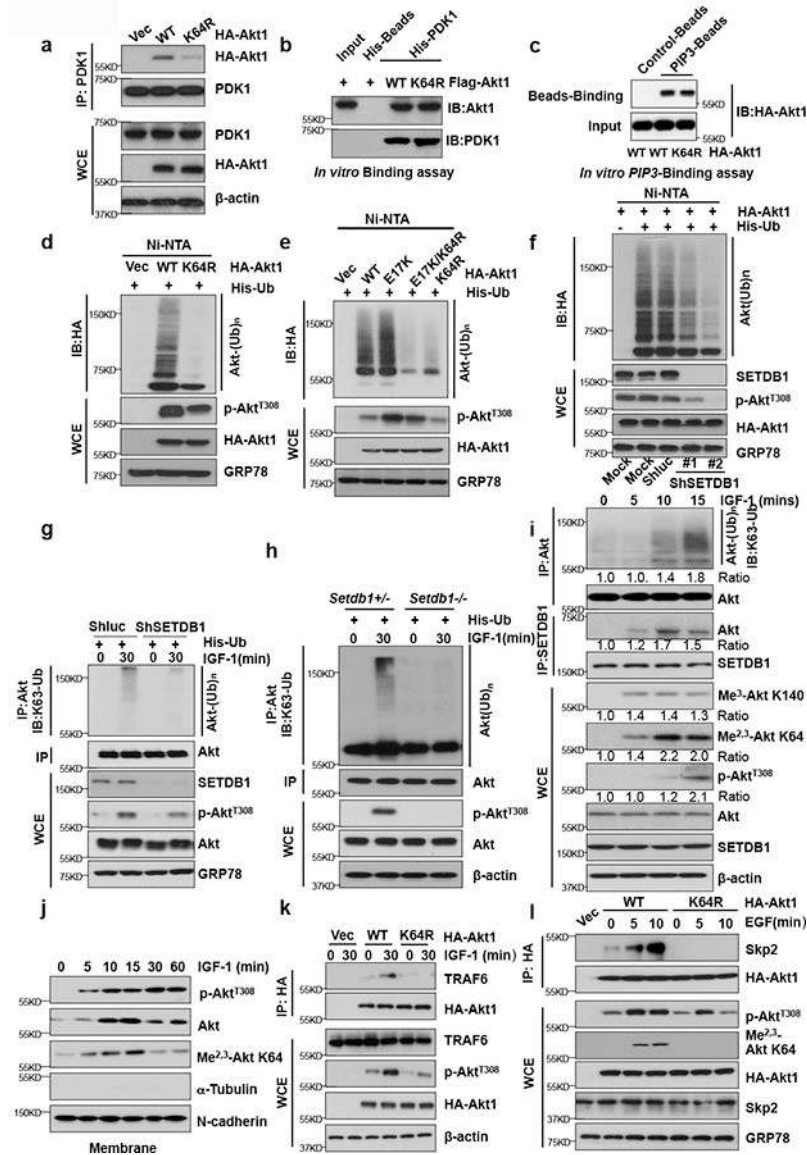 a
Vec WT K64R HA-Akt1
IP: PDK1
55KD
HA-Akt1
75KD
PDK1
WCE
75KD
PDK1
HA-Akt1
55KD
β-actin
37KD
b
Input His-Beads His-PDK1
+ + WT K64R Flag-Akt1
55KD
IB:Akt1
55KD
IB:PDK1
In vitro Binding assay
c
Control-Beads PIP3-Beads
Beads-Binding
55KD
Input
55KD
IB:HA-Akt1
WT WT K64R HA-Akt1
In vitro PIP3-Binding assay
d
Ni-NTA
Vec WT K64R HA-Akt1
+ + + His-Ub
IB:HA
150KD
75KD
Akt-(Ub)n
WCE
55KD
p-AktT308
55KD
HA-Akt1
75KD
GRP78
e
Ni-NTA
Vec WT E17K E17K/K64R K64R HA-Akt1
+ + + + + His-Ub
IB:HA
150KD
75KD
Akt-(Ub)n
WCE
55KD
p-AktT308
55KD
HA-Akt1
75KD
GRP78
f
Ni-NTA
+ + + + + HA-Akt1
- + + + + His-Ub
IB:HA
150KD
75KD
Akt(Ub)n
WCE
150KD
SETDB1
55KD
p-AktT308
55KD
HA-Akt1
75KD
GRP78
Mock Mock Shluc #1 #2
ShSETDB1
g
Shluc ShSETDB1
+ + + + His-Ub
0 30 0 30 IGF-1(min)
IP:Akt
IB:K63-Ub
150KD
Akt-(Ub)n
IP
55KD
Akt
WCE
150KD
SETDB1
55KD
p-AktT308
55KD
Akt
75KD
GRP78
h
Setdb1+/- Setdb1-/-
+ + + + His-Ub
0 30 0 30 IGF-1(min)
IP:Akt
IB:K63-Ub
150KD
55KD
Akt(Ub)n
IP
55KD
Akt
WCE
55KD
p-AktT308
55KD
Akt
37KD
β-actin
i
0 5 10 15 IGF-1 (mins)
IP:Akt
150KD
Akt-(Ub)n
IB:K63-Ub
55KD
1.0 1.0. 1.4 1.8 Ratio
55KD
Akt
IP:SETDB1
75KD
Akt
1.0 1.2 1.7 1.5 Ratio
150KD
SETDB1
WCE
55KD
Me3-Akt K140
1.0 1.4 1.4 1.3 Ratio
55KD
Me2,3-Akt K64
1.0 1.4 2.2 2.0 Ratio
55KD
p-AktT308
1.0 1.0 1.2 2.1 Ratio
55KD
Akt
150KD
SETDB1
37KD
β-actin
j
0 5 10 15 30 60 IGF-1 (min)
55KD
p-AktT308
55KD
Akt
55KD
Me2,3-Akt K64
55KD
α-Tubulin
150KD
N-cadherin
Membrane
k
Vec WT K64R HA-Akt1
0 30 0 30 0 30 IGF-1 (min)
IP: HA
55KD
TRAF6
55KD
HA-Akt1
WCE
55KD
TRAF6
55KD
p-AktT308
55KD
HA-Akt1
37KD
β-actin
l
Vec WT K64R HA-Akt1
0 5 10 0 5 10 EGF(min)
IP: HA
55KD
Skp2
55KD
HA-Akt1
WCE
55KD
p-AktT308
55KD
Me2,3-
Akt K64
55KD
HA-Akt1
55KD
Skp2
37KD
GRP78